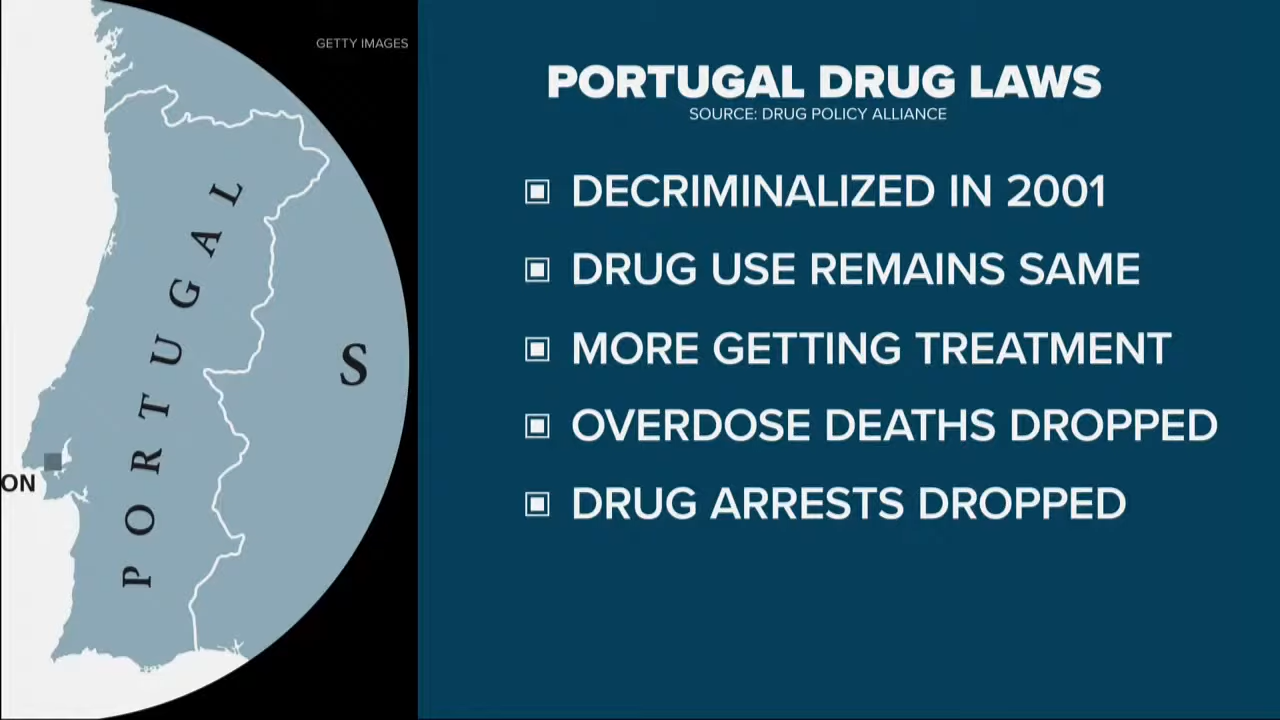 GETTY IMAGES
PORTUGAL DRUG LAWS
SOURCE: DRUG POLICY ALLIANCE
DECRIMINALIZED IN 2001
DRUG USE REMAINS SAME
MORE GETTING TREATMENT
OVERDOSE DEATHS DROPPED
DRUG ARRESTS DROPPED
PORTUGAL
S
ON